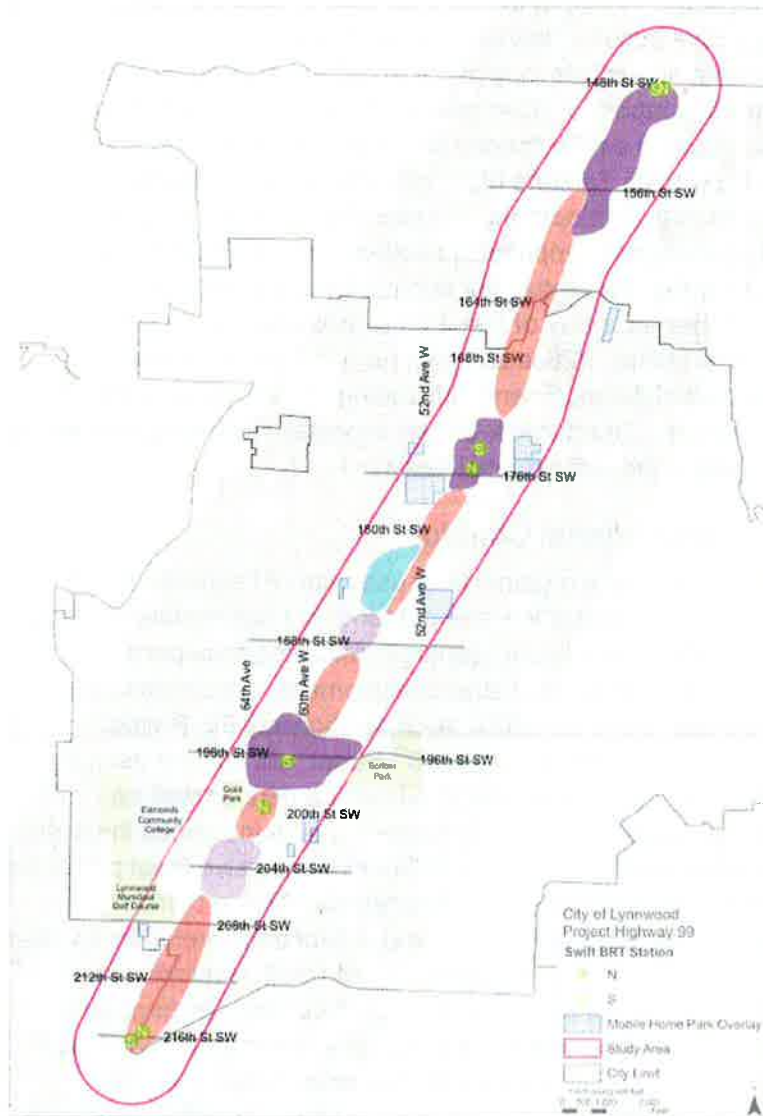 148th St SW
SN
156th St SW
164th St SW
168th St SW
52nd Ave W
S
N
176th St SW
180th St SW
52nd Ave W
168th St SW
60th Ave W
64th Ave
196th St SW
S
196th St SW
Park
Gold
Park
N
200th St SW
Edmonds
Community
College
204th St SW
Lynnwood
Municipal
Golf Course
208th St SW
212th St SW
N
S
216th St SW
City of Lynnwood
Project Highway 99
Swift BRT Station
N
S
Mobile Home Park Overlay
Study Area
City Limit